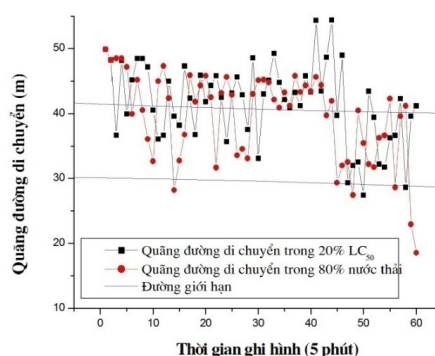 Quãng đường di chuyển (m)
50
40
30
20
10
Quãng đường di chuyển trong 20% LC50
Quãng đường di chuyển trong 80% nước thải
Đường giới hạn
0 10 20 30 40 50 60
Thời gian ghi hình (5 phút)